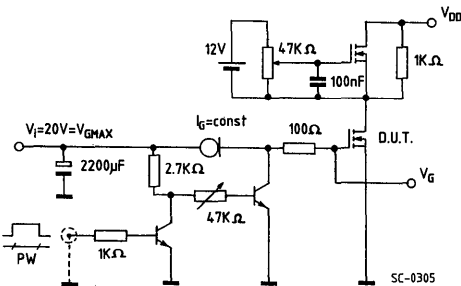 V_DD
12V
47KΩ
100nF
1KΩ
V_i=20V=V_GMAX
I_G=const
100Ω
D.U.T.
2200µF
2.7KΩ
V_G
47KΩ
PW
1KΩ
SC-0305